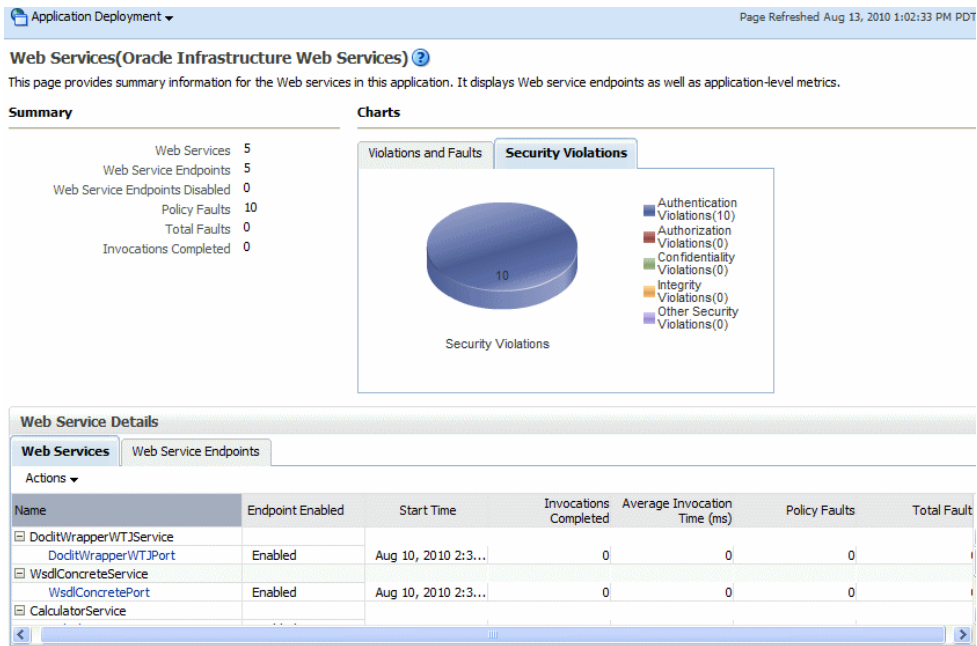 Application Deployment
Page Refreshed Aug 13, 2010 1:02:33 PM PDT
Web Services(Oracle Infrastructure Web Services) ?
This page provides summary information for the Web services in this application. It displays Web service endpoints as well as application-level metrics.
Summary
Web Services 5
Web Service Endpoints 5
Web Service Endpoints Disabled 0
Policy Faults 10
Total Faults 0
Invocations Completed 0
Charts
Violations and Faults Security Violations
10
Security Violations
Authentication
Violations(10)
Authorization
Violations(0)
Confidentiality
Violations(0)
Integrity
Violations(0)
Other Security
Violations(0)
Web Service Details
Web Services Web Service Endpoints
Actions
Name Endpoint Enabled Start Time Invocations Completed Average Invocation Time (ms) Policy Faults Total Fault
DoclitWrapperWTJService
DoclitWrapperWTJPort Enabled Aug 10, 2010 2:3... 0 0 0
WsdlConcreteService
WsdlConcretePort Enabled Aug 10, 2010 2:3... 0 0 0
CalculatorService